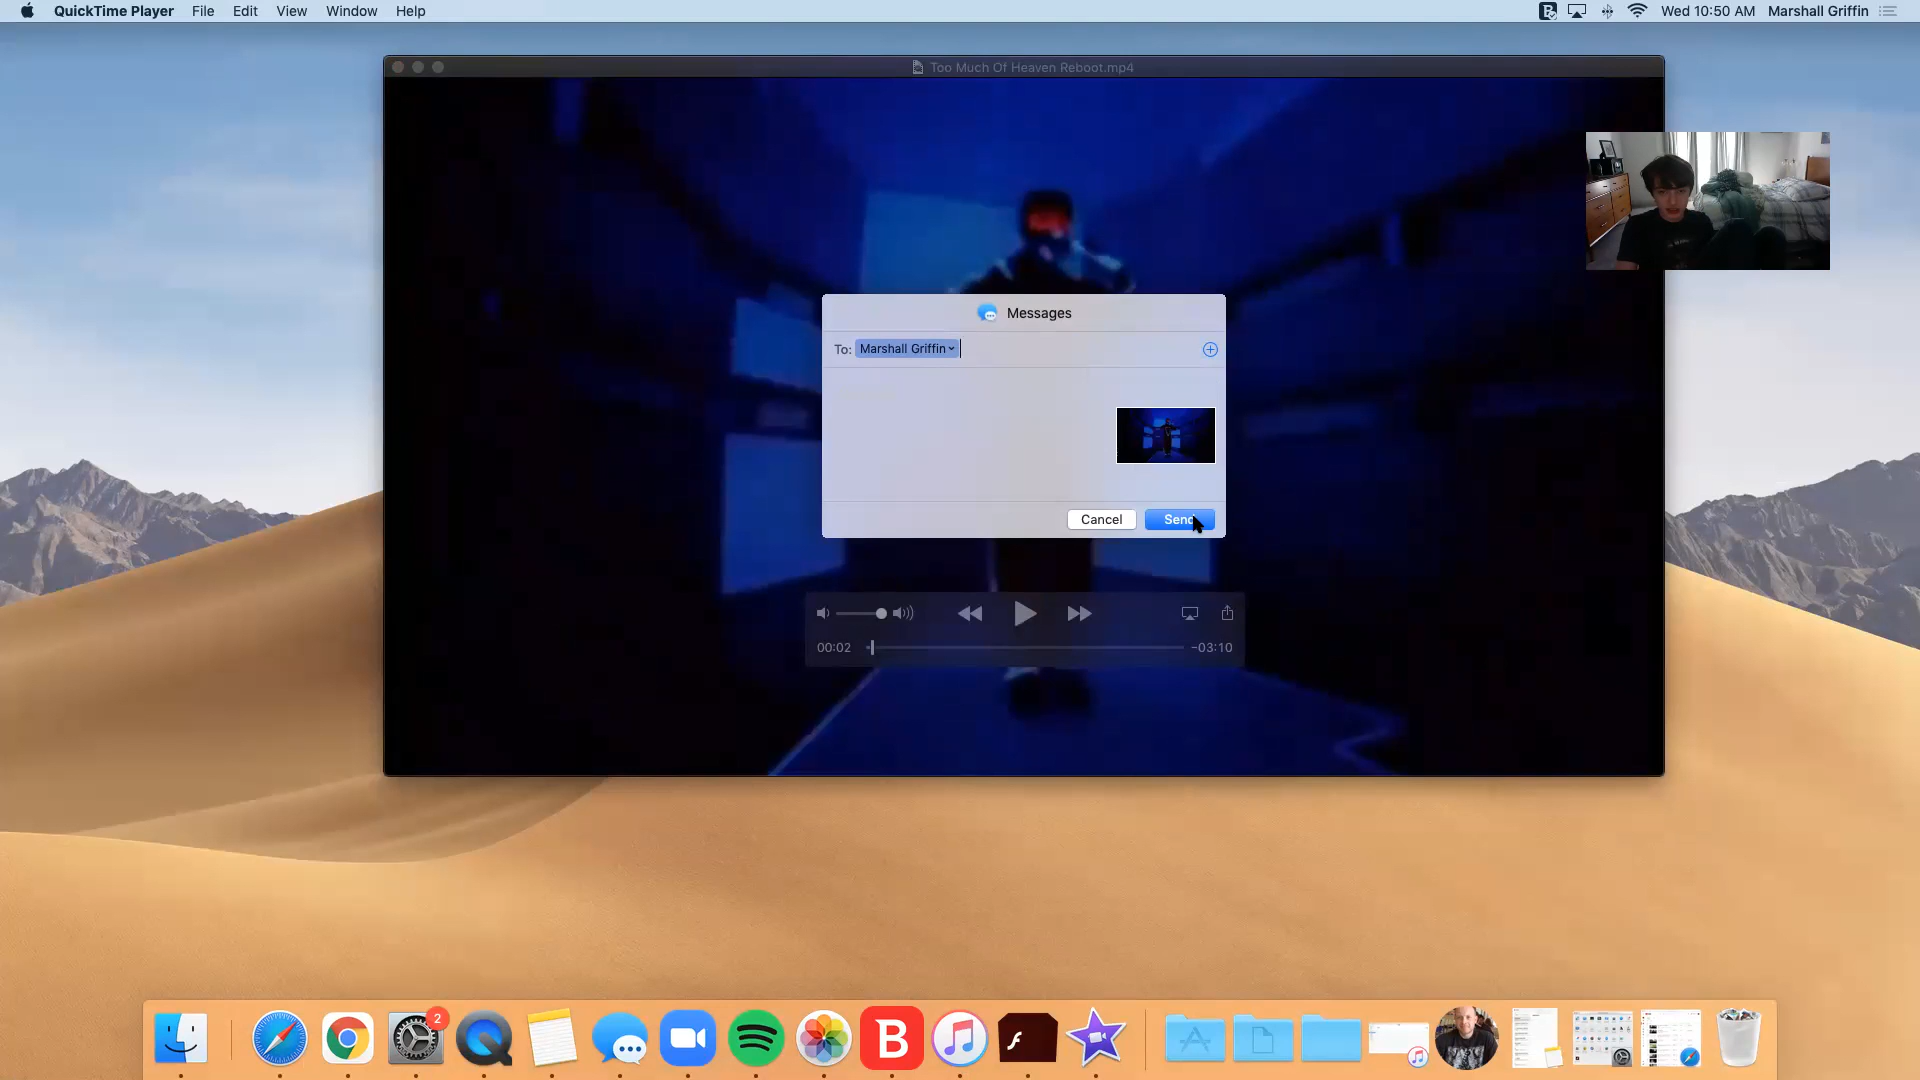 QuickTime Player File Edit View Window Help Wed 10:50 AM Marshall Griffin
Too Much Of Heaven Reboot.mp4
Messages
To: Marshall Griffin
Cancel Send
00:02 -03:10
2